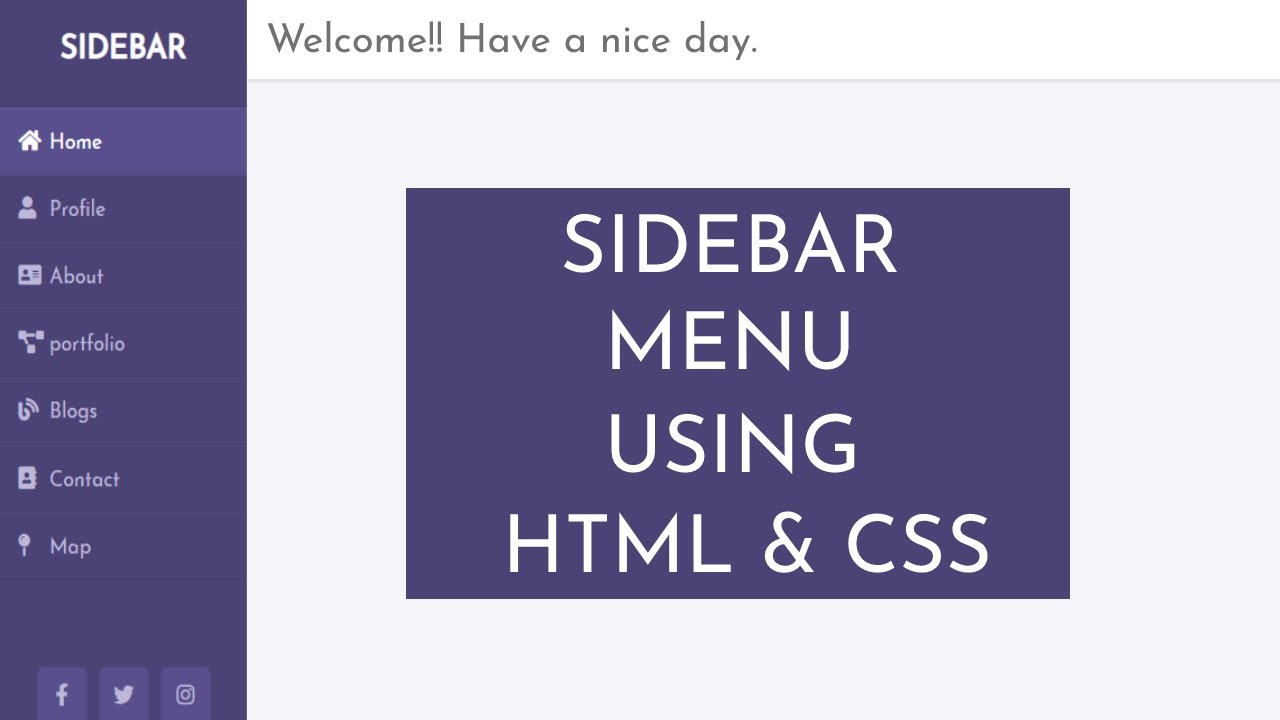 SIDEBAR
Home
Profile
About
portfolio
Blogs
Contact
Map
Welcome!! Have a nice day.
SIDEBAR
MENU
USING
HTML & CSS